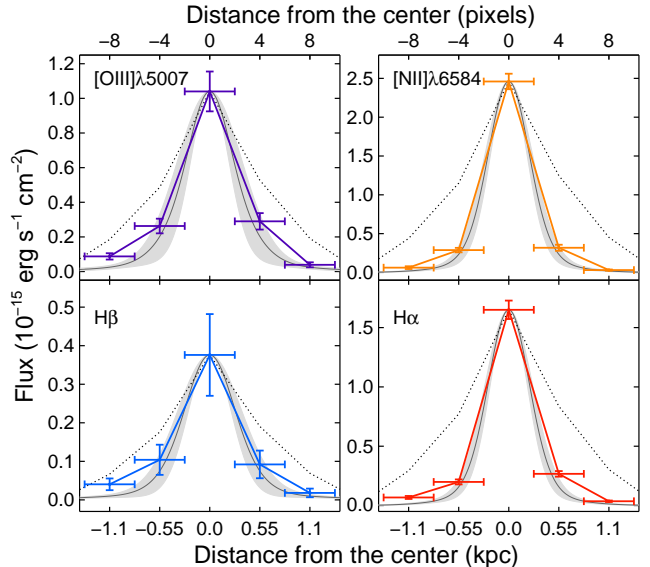 Distance from the center (pixels)
−8 −4 0 4 8 −8 −4 0 4 8
[OIII]λ5007
[NII]λ6584
1.2
1.0
0.8
0.6
0.4
0.2
0.0
2.5
2.0
1.5
1.0
0.5
0.0
Flux (10⁻¹⁵ erg s⁻¹ cm⁻²)
Hβ
Hα
0.5
0.4
0.3
0.2
0.1
0.0
1.5
1.0
0.5
0.0
−1.1 −0.55 0.0 0.55 1.1 −1.1 −0.55 0.0 0.55 1.1
Distance from the center (kpc)